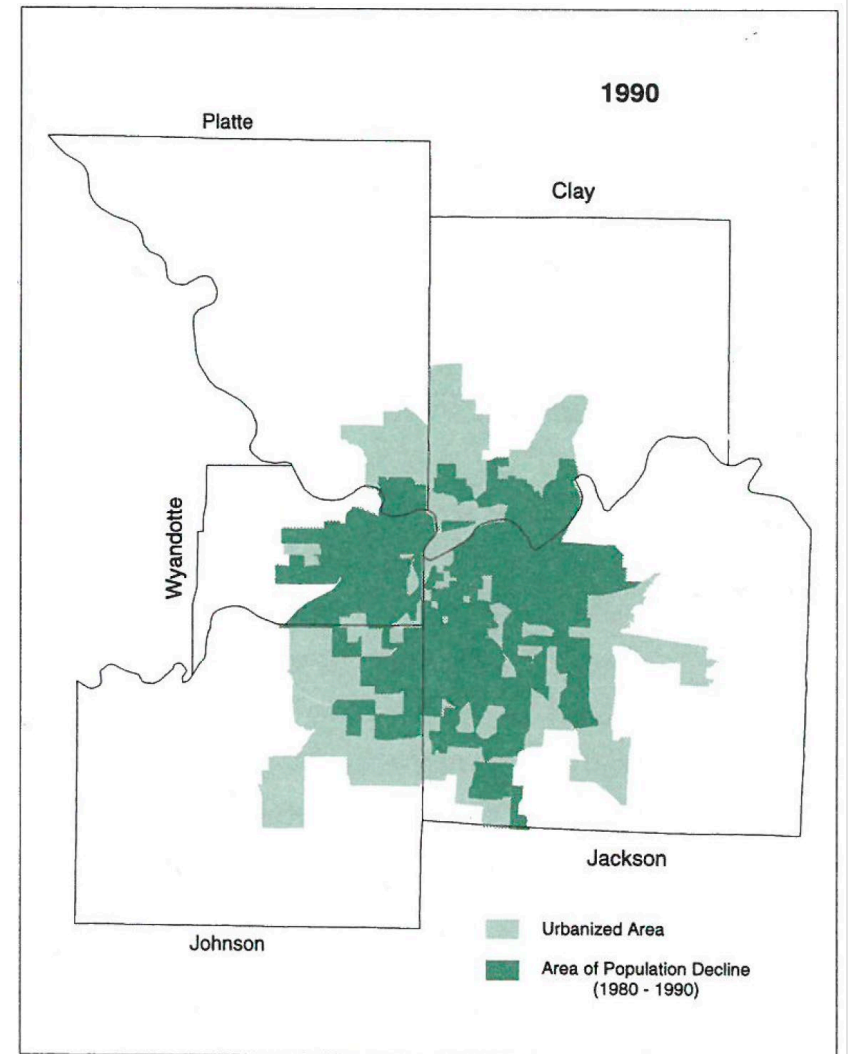 1990
Platte
Clay
Wyandotte
Jackson
Johnson
Urbanized Area
Area of Population Decline
(1980 - 1990)